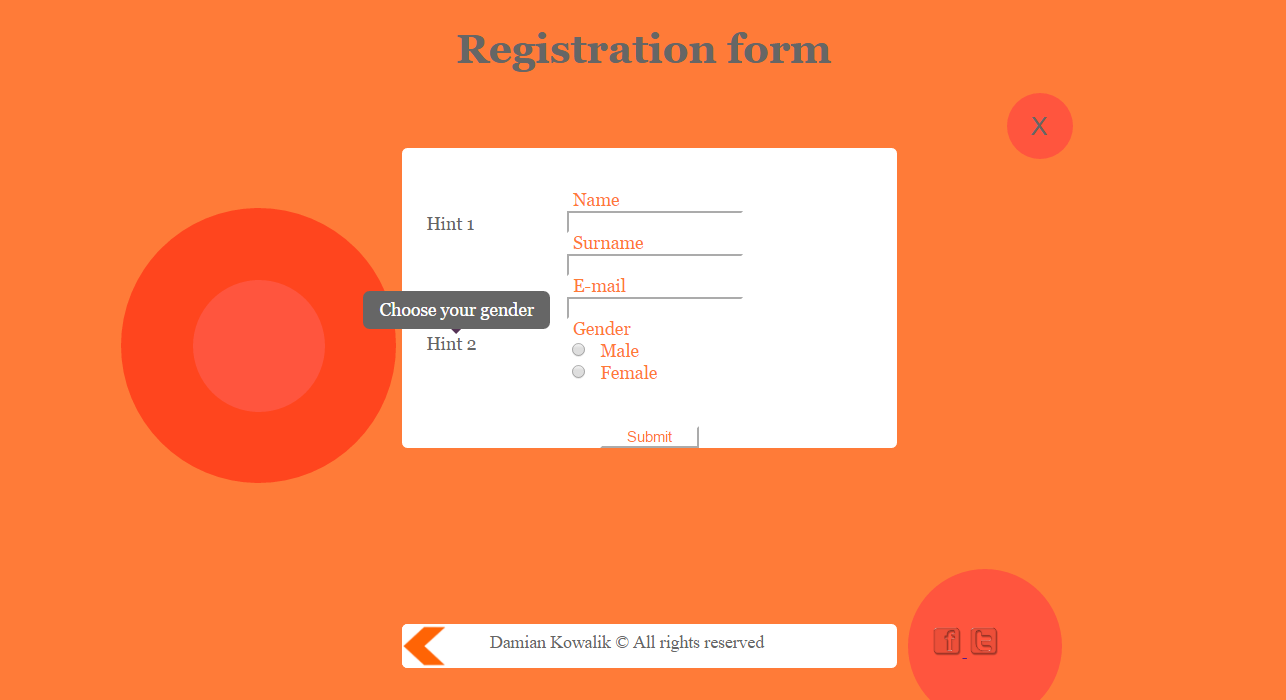 Registration form
X
Name
Hint 1
Surname
E-mail
Choose your gender
Gender
Hint 2
Male
Female
Submit
Damian Kowalik © All rights reserved
f t